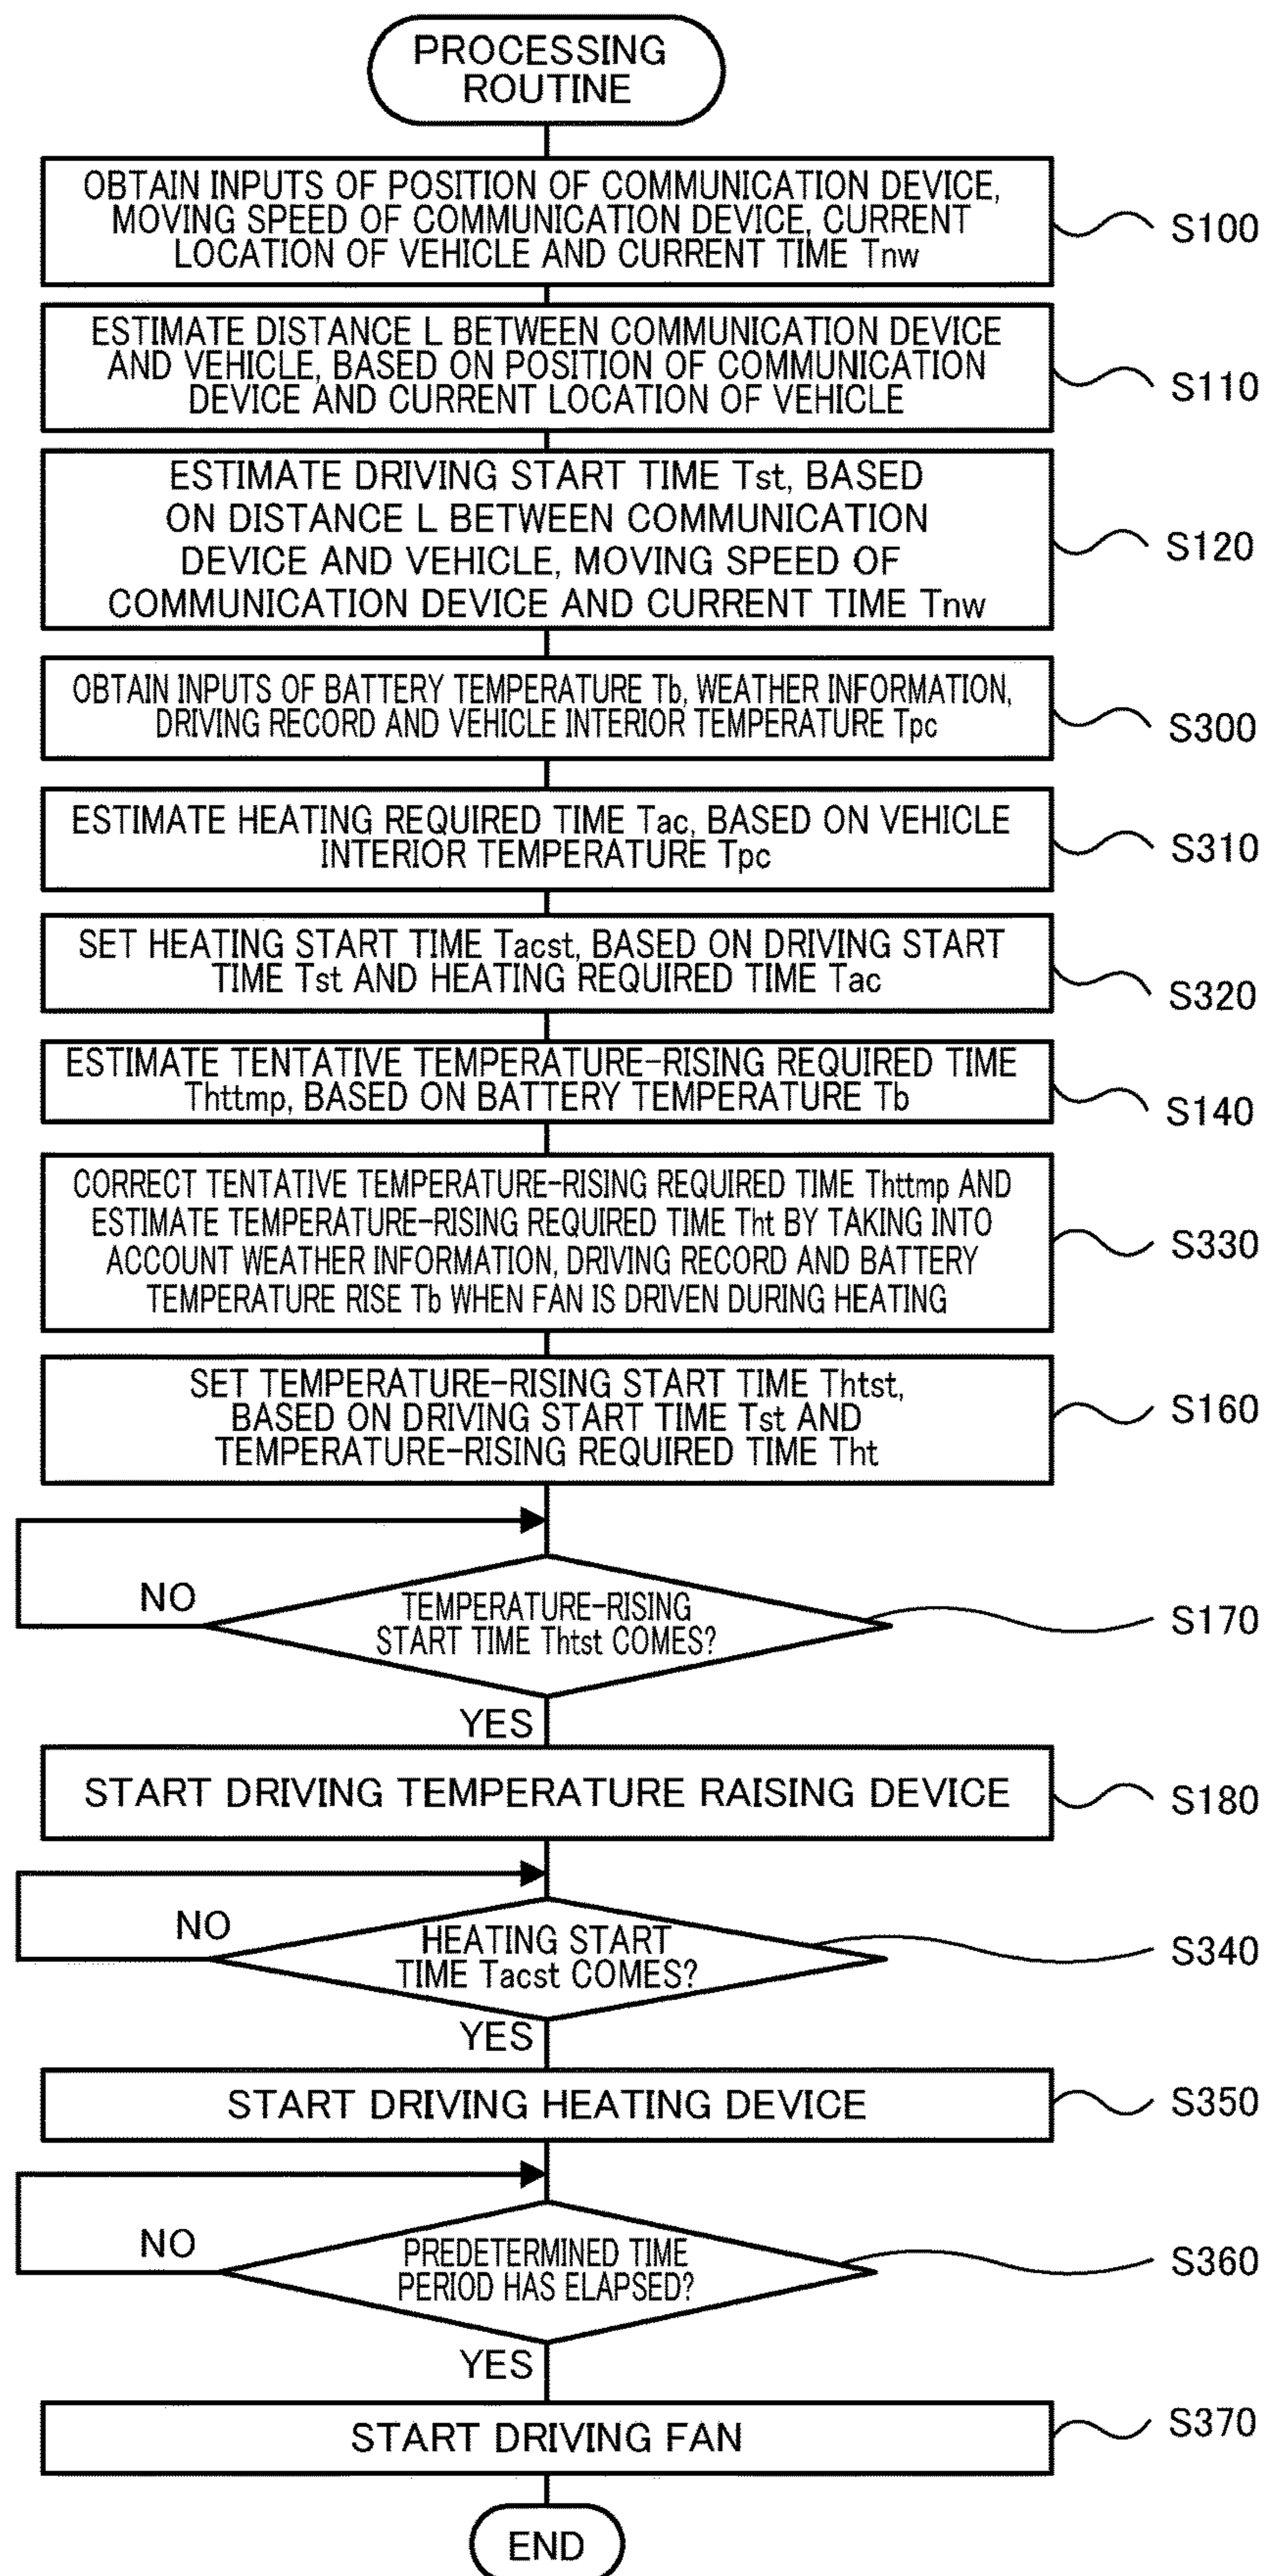 PROCESSING
ROUTINE
OBTAIN INPUTS OF POSITION OF COMMUNICATION DEVICE,
MOVING SPEED OF COMMUNICATION DEVICE, CURRENT
LOCATION OF VEHICLE AND CURRENT TIME Tnw
S100
ESTIMATE DISTANCE L BETWEEN COMMUNICATION DEVICE
AND VEHICLE, BASED ON POSITION OF COMMUNICATION
DEVICE AND CURRENT LOCATION OF VEHICLE
S110
ESTIMATE DRIVING START TIME Tst, BASED
ON DISTANCE L BETWEEN COMMUNICATION
DEVICE AND VEHICLE, MOVING SPEED OF
COMMUNICATION DEVICE AND CURRENT TIME Tnw
S120
OBTAIN INPUTS OF BATTERY TEMPERATURE Tb, WEATHER INFORMATION,
DRIVING RECORD AND VEHICLE INTERIOR TEMPERATURE Tpc
S300
ESTIMATE HEATING REQUIRED TIME Tac, BASED ON VEHICLE
INTERIOR TEMPERATURE Tpc
S310
SET HEATING START TIME Tacst, BASED ON DRIVING START
TIME Tst AND HEATING REQUIRED TIME Tac
S320
ESTIMATE TENTATIVE TEMPERATURE-RISING REQUIRED TIME
Thttmp, BASED ON BATTERY TEMPERATURE Tb
S140
CORRECT TENTATIVE TEMPERATURE-RISING REQUIRED TIME Thttmp AND
ESTIMATE TEMPERATURE-RISING REQUIRED TIME Tht BY TAKING INTO
ACCOUNT WEATHER INFORMATION, DRIVING RECORD AND BATTERY
TEMPERATURE RISE Tb WHEN FAN IS DRIVEN DURING HEATING
S330
SET TEMPERATURE-RISING START TIME Thtst,
BASED ON DRIVING START TIME Tst AND
TEMPERATURE-RISING REQUIRED TIME Tht
S160
NO
TEMPERATURE-RISING
START TIME Thtst COMES?
S170
YES
START DRIVING TEMPERATURE RAISING DEVICE
S180
NO
HEATING START
TIME Tacst COMES?
S340
YES
START DRIVING HEATING DEVICE
S350
NO
PREDETERMINED TIME
PERIOD HAS ELAPSED?
S360
YES
START DRIVING FAN
S370
END